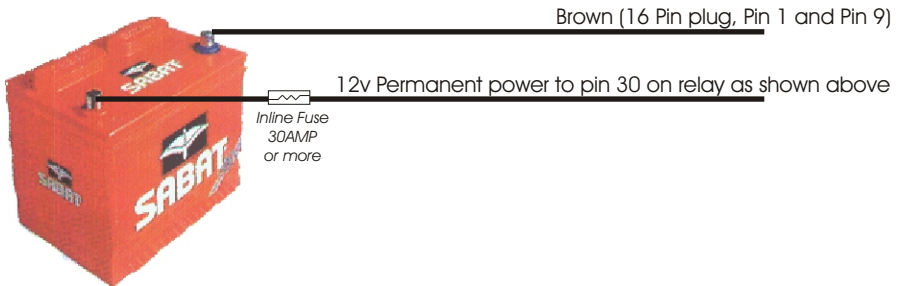 Brown (16 Pin plug, Pin 1 and Pin 9)
12v Permanent power to pin 30 on relay as shown above
Inline Fuse
30AMP
or more
SABAT
SABAT
SABAT